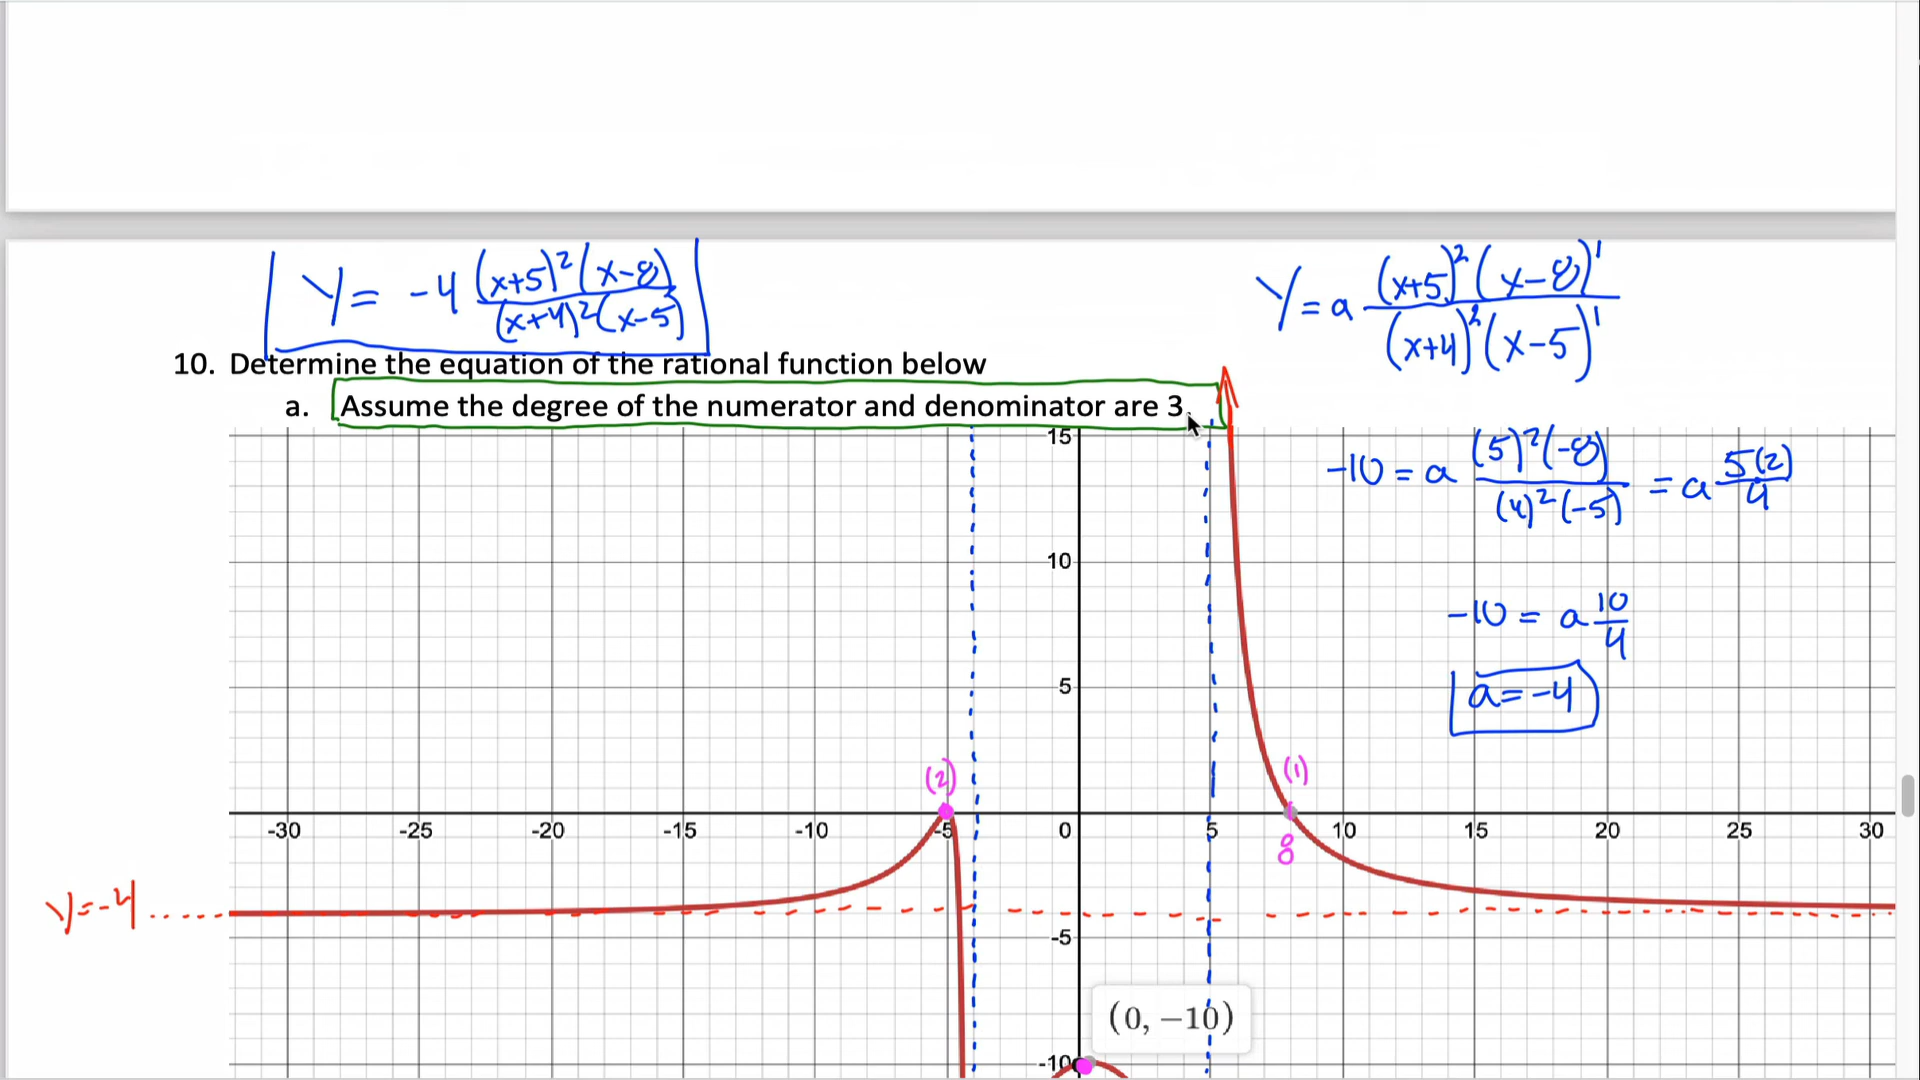 y = -4 (x+5)²(x-8) / (x+4)²(x-5)
y = a (x+5)²(x-8)¹ / (x+4)²(x-5)¹
10. Determine the equation of the rational function below
a. Assume the degree of the numerator and denominator are 3.
-10 = a (5)²(-8) / (4)²(-5) = a 5(2) / 4
-10 = a 10/4
a = -4
15
10
5
(2)
(1)
-30 -25 -20 -15 -10 -5 0 5 10 15 20 25 30
8
y=-4
-5
(0, −10)
-10